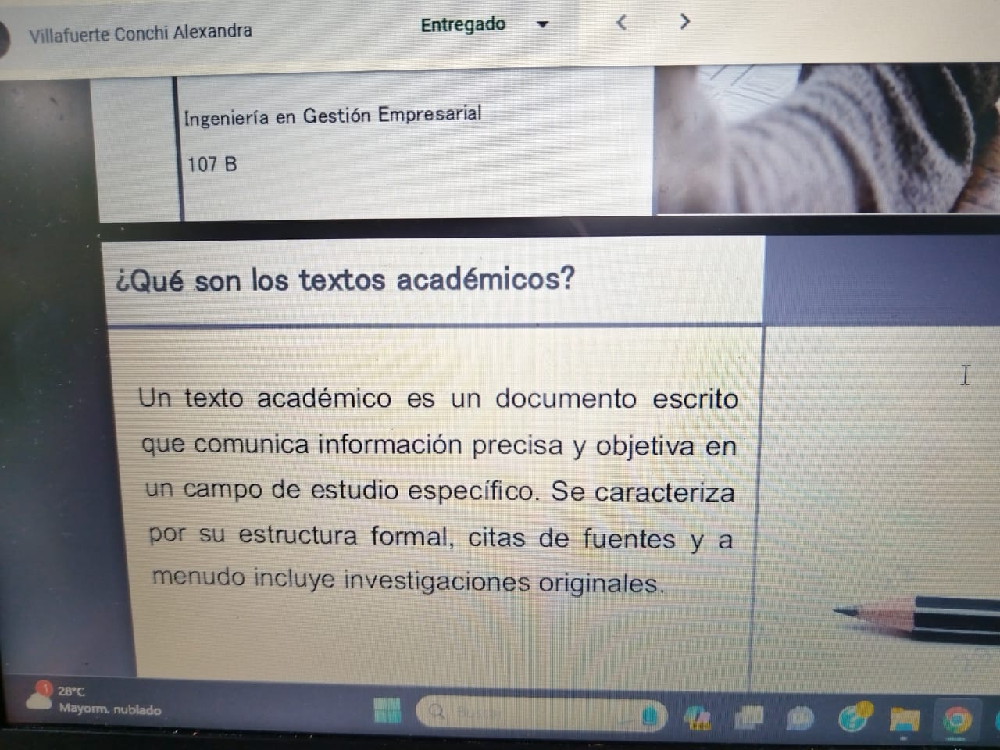 Villafuerte Conchi Alexandra
Entregado
Ingeniería en Gestión Empresarial
107 B
¿Qué son los textos académicos?
Un texto académico es un documento escrito
que comunica información precisa y objetiva en
un campo de estudio específico. Se caracteriza
por su estructura formal, citas de fuentes y a
menudo incluye investigaciones originales.
1
28°C
Mayorm. nublado
Buscar